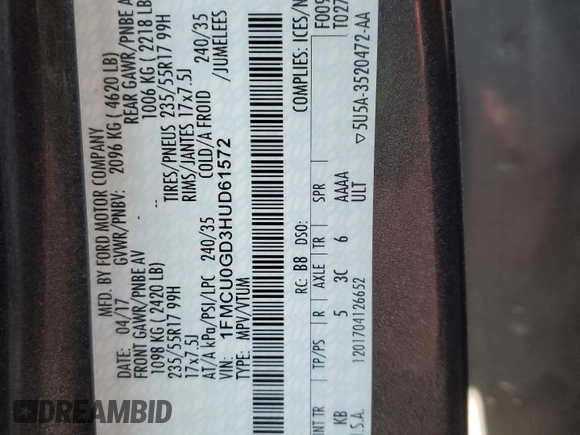 MFD. BY FORD MOTOR COMPANY
DATE: 04/17 GVWR/PNBV: 2096 KG ( 4620 LB)
FRONT GAWR/PNBE AV REAR GAWR/PNBE AV
1098 KG ( 2420 LB) 1006 KG ( 2218 LB
235/55R17 99H TIRES/PNEUS 235/55R17 99H
17x7.5J RIMS/JANTES 17x7.5J
AT/A kPa/PSI/LPC 240/35 COLD/A FROID 240/35
VIN: 1FMCU0GD3HUD61572 /JUMELEES
TYPE: MPV/VTUM
COMPLIES: ICES/N
F009
T027
RC: B8 DSO:
INT TR TP/PS R AXLE TR SPR
KB 5 3C 6 AAAA
ULT
.S.A. 1201704126652
▽5U5A-3520472-AA
DREAMBID